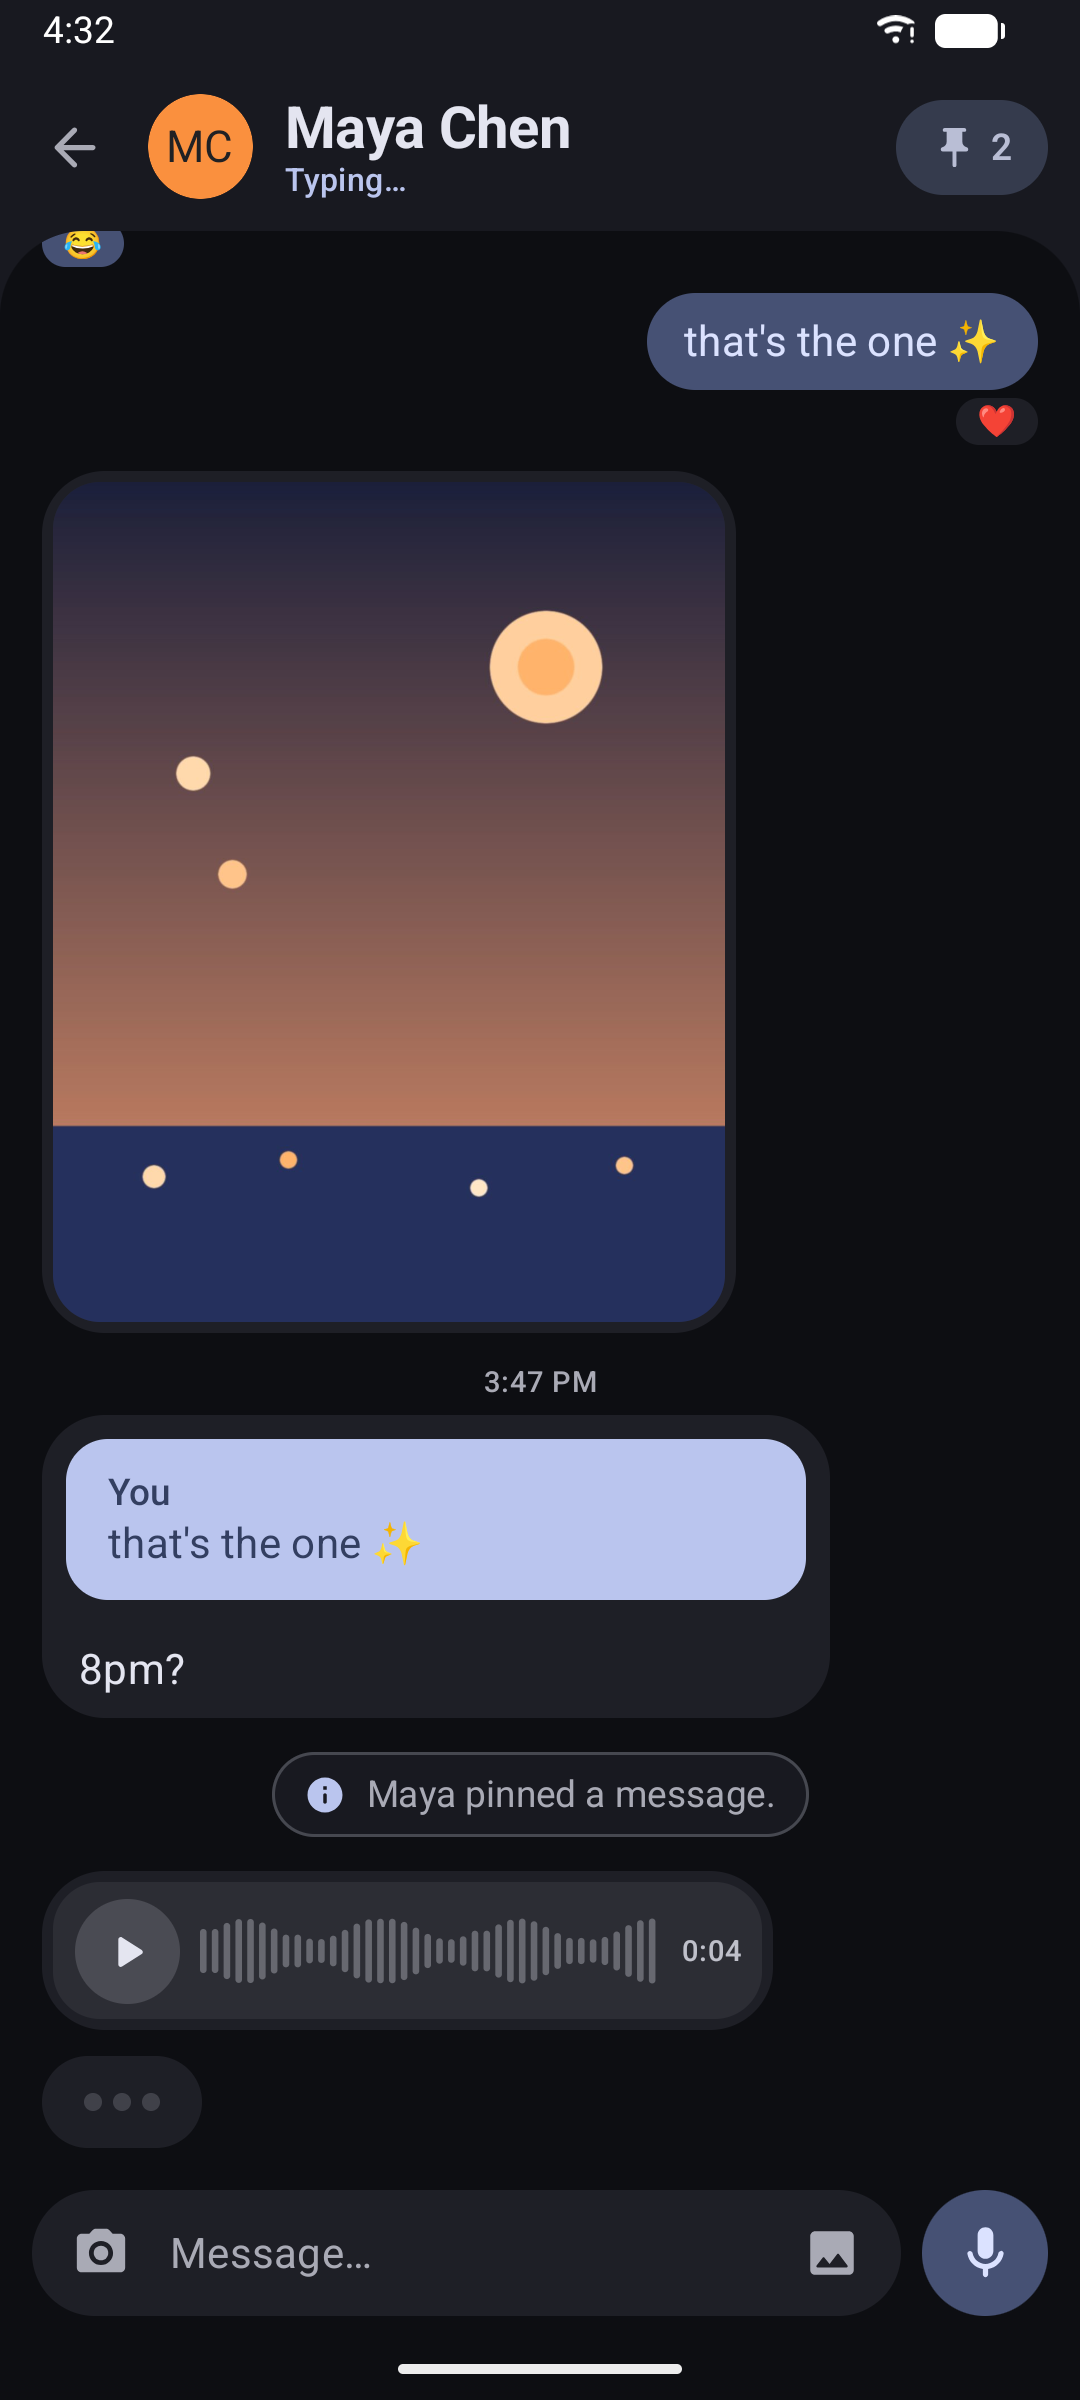 4:32
MC
Maya Chen
Typing...
2
😂
that's the one ✨
❤️
3:47 PM
You
that's the one ✨
8pm?
Maya pinned a message.
0:04
Message...